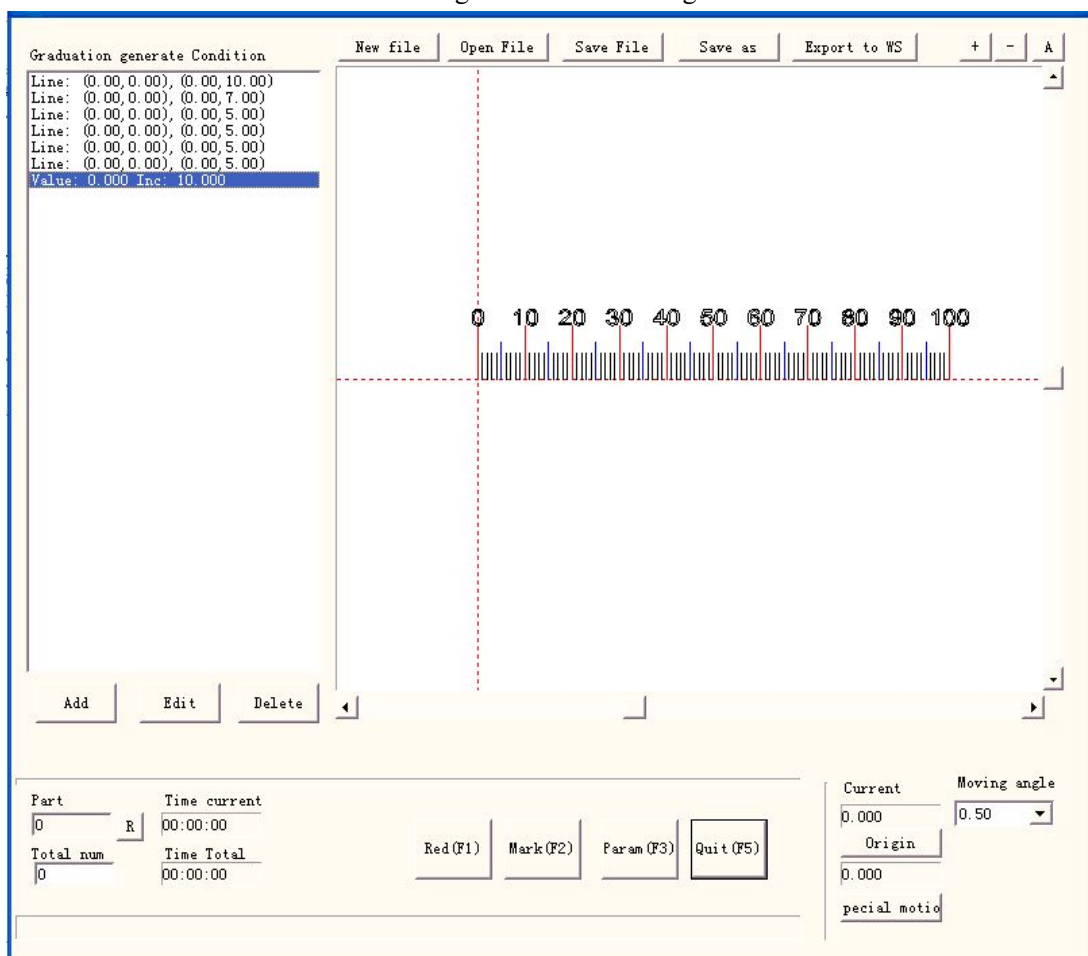 New file Open File Save File Save as Export to WS + - A
Graduation generate Condition
Line: (0.00,0.00), (0.00,10.00)
Line: (0.00,0.00), (0.00,7.00)
Line: (0.00,0.00), (0.00,5.00)
Line: (0.00,0.00), (0.00,5.00)
Line: (0.00,0.00), (0.00,5.00)
Line: (0.00,0.00), (0.00,5.00)
Value: 0.000 Inc: 10.000
0 10 20 30 40 50 60 70 80 90 100
Add Edit Delete
Part Time current
0 R 00:00:00
Total num Time Total
0 00:00:00
Red(F1) Mark(F2) Param(F3) Quit(F5)
Current Moving angle
0.000 0.50
Origin
0.000
pecial motio